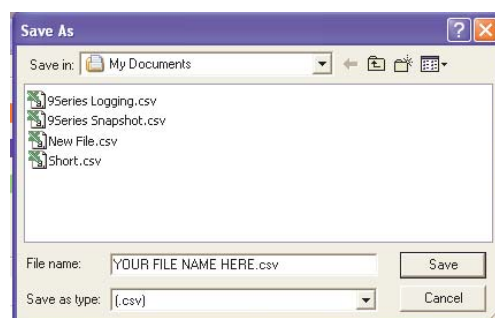 Save As
Save in: My Documents
9Series Logging.csv
9Series Snapshot.csv
New File.csv
Short.csv
File name: YOUR FILE NAME HERE.csv Save
Save as type: (.csv) Cancel